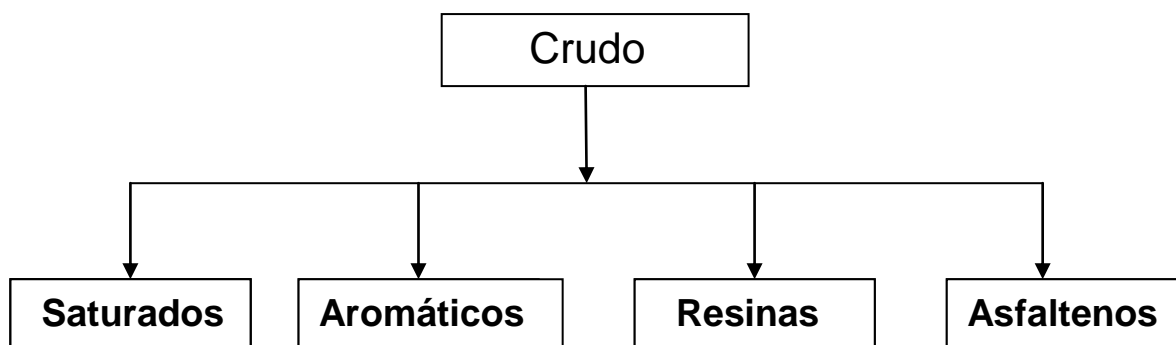 Crudo
Saturados
Aromáticos
Resinas
Asfaltenos